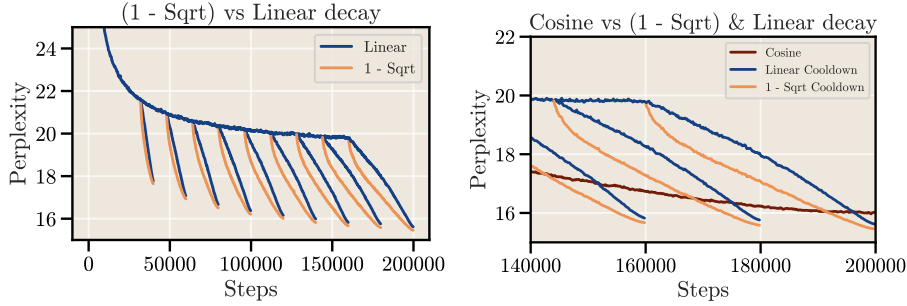 (1 - Sqrt) vs Linear decay
24
22
20
18
16
Perplexity
Linear
1 - Sqrt
0
50000
100000
150000
200000
Steps
Cosine vs (1 - Sqrt) & Linear decay
22
20
18
16
Perplexity
Cosine
Linear Cooldown
1 - Sqrt Cooldown
140000
160000
180000
200000
Steps